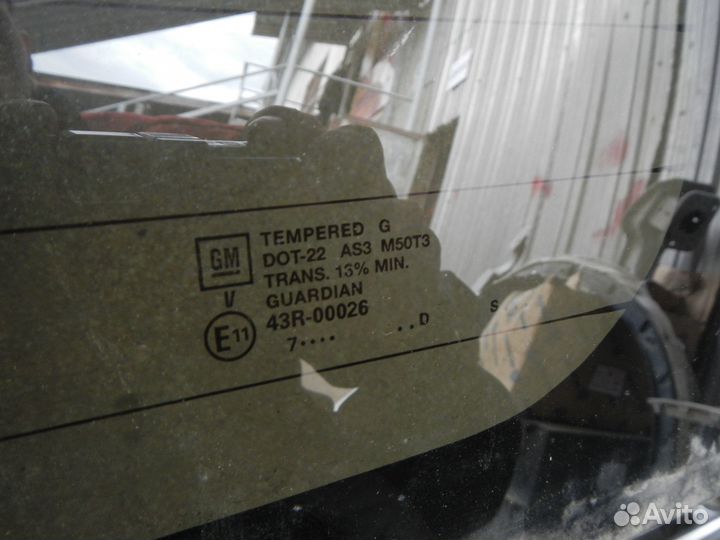 GM
TEMPERED G
DOT-22 AS3 M50T3
TRANS. 13% MIN.
V GUARDIAN
E11 43R-00026
7•••• ••D S
Avito